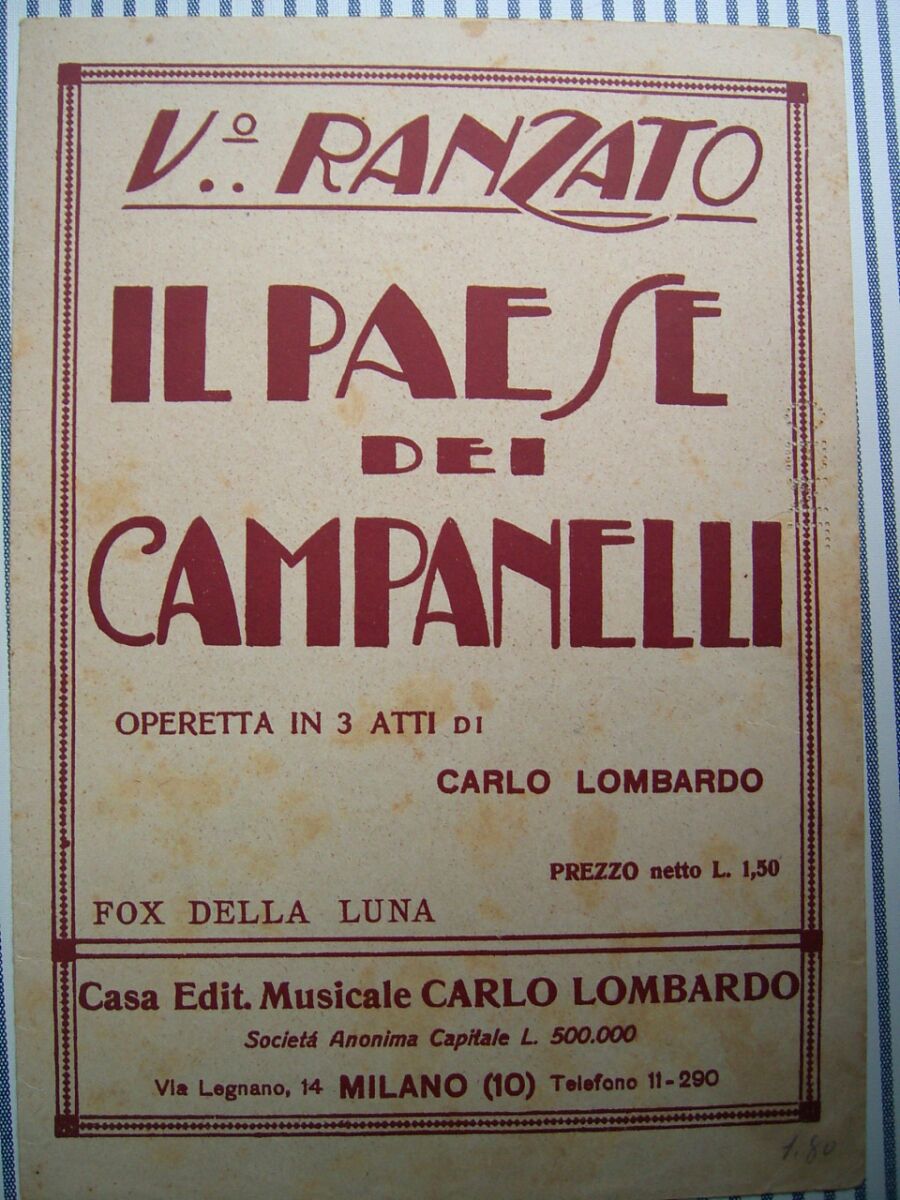 V.º RANZATO
IL PAESE
DEI
CAMPANELLI
OPERETTA IN 3 ATTI DI
CARLO LOMBARDO
PREZZO netto L. 1,50
FOX DELLA LUNA
Casa Edit. Musicale CARLO LOMBARDO
Societá Anonima Capitale L. 500.000
Via Legnano, 14 MILANO (10) Telefono 11-290
1.80